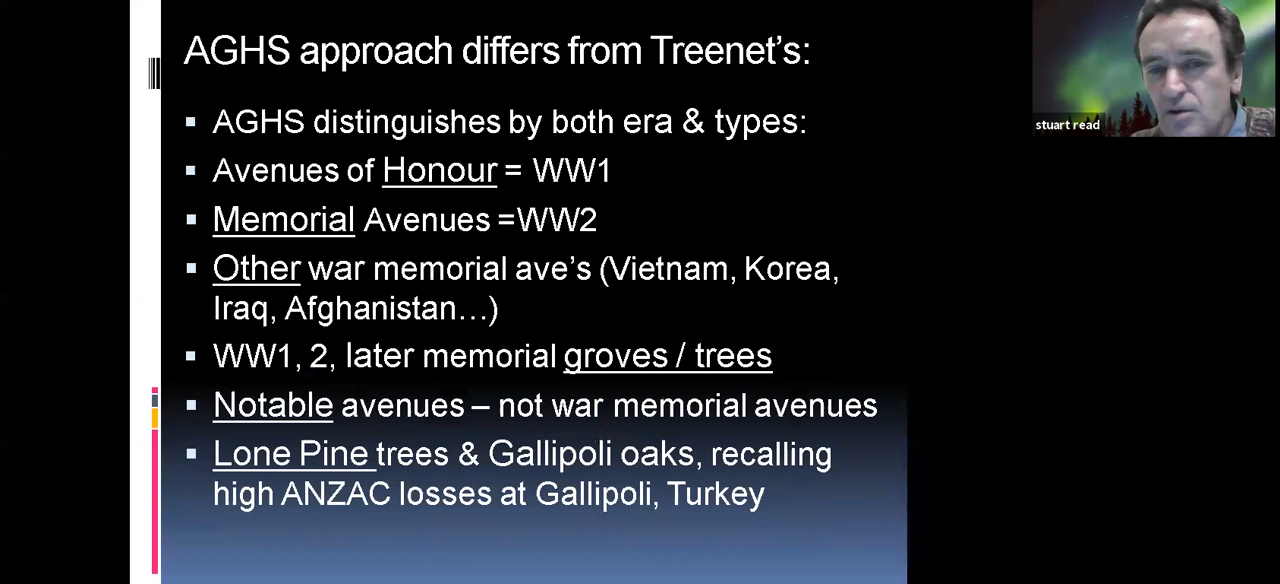 AGHS approach differs from Treenet's:
AGHS distinguishes by both era & types:
Avenues of Honour = WW1
Memorial Avenues =WW2
Other war memorial ave's (Vietnam, Korea,
Iraq, Afghanistan…)
WW1, 2, later memorial groves / trees
Notable avenues – not war memorial avenues
Lone Pine trees & Gallipoli oaks, recalling
high ANZAC losses at Gallipoli, Turkey
stuart read